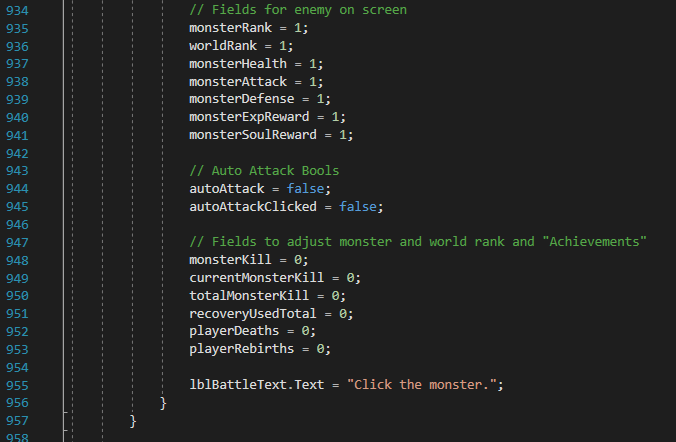 934 // Fields for enemy on screen
935 monsterRank = 1;
936 worldRank = 1;
937 monsterHealth = 1;
938 monsterAttack = 1;
939 monsterDefense = 1;
940 monsterExpReward = 1;
941 monsterSoulReward = 1;
942
943 // Auto Attack Bools
944 autoAttack = false;
945 autoAttackClicked = false;
946
947 // Fields to adjust monster and world rank and "Achievements"
948 monsterKill = 0;
949 currentMonsterKill = 0;
950 totalMonsterKill = 0;
951 recoveryUsedTotal = 0;
952 playerDeaths = 0;
953 playerRebirths = 0;
954
955 lblBattleText.Text = "Click the monster.";
956 }
957 }
958